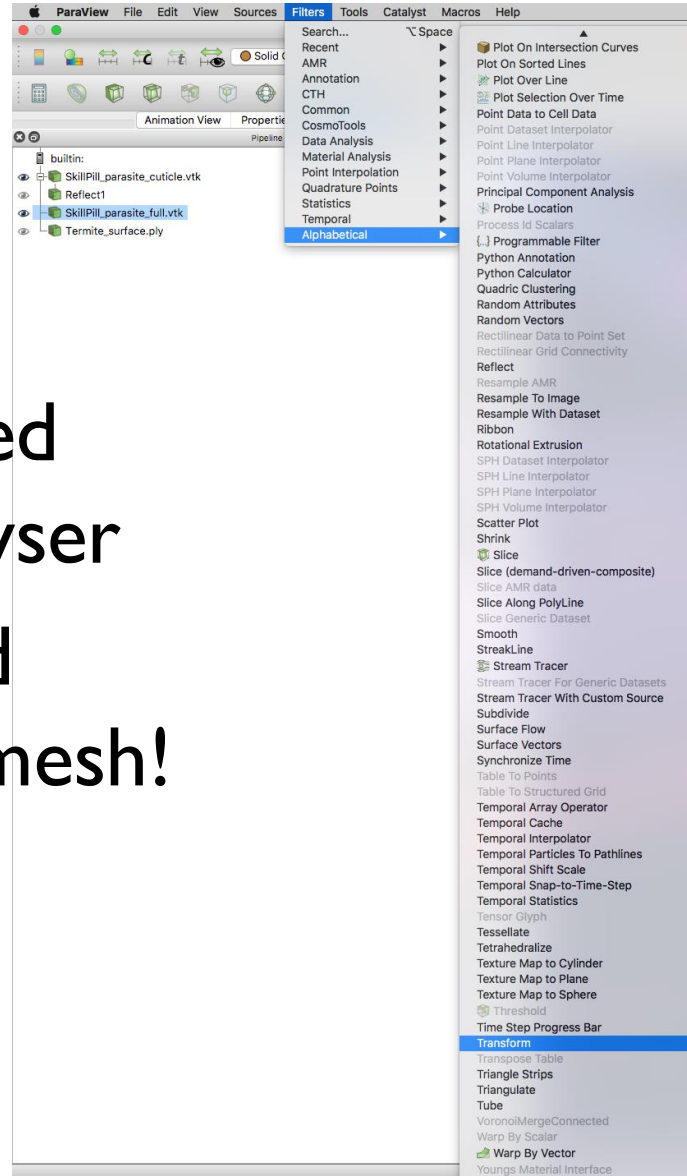 ParaView File Edit View Sources Filters Tools Catalyst Macros Help
Solid
Animation View
Pipeline
builtin:
SkillPill_parasite_cuticle.vtk
Reflect1
SkillPill_parasite_full.vtk
Termite_surface.ply
Search... ⌥ Space
Recent
AMR
Annotation
CTH
Common
CosmoTools
Data Analysis
Material Analysis
Point Interpolation
Quadrature Points
Statistics
Temporal
Alphabetical
Plot On Intersection Curves
Plot On Sorted Lines
Plot Over Line
Plot Selection Over Time
Point Data to Cell Data
Point Dataset Interpolator
Point Line Interpolator
Point Plane Interpolator
Point Volume Interpolator
Principal Component Analysis
Probe Location
Process Id Scalars
{...} Programmable Filter
Python Annotation
Python Calculator
Quadric Clustering
Random Attributes
Random Vectors
Rectilinear Data to Point Set
Rectilinear Grid Connectivity
Reflect
Resample AMR
Resample To Image
Resample With Dataset
Ribbon
Rotational Extrusion
SPH Dataset Interpolator
SPH Line Interpolator
SPH Plane Interpolator
SPH Volume Interpolator
Scatter Plot
Shrink
Slice
Slice (demand-driven-composite)
Slice AMR data
Slice Along PolyLine
Slice Generic Dataset
Smooth
StreakLine
Stream Tracer
Stream Tracer For Generic Datasets
Stream Tracer With Custom Source
Subdivide
Surface Flow
Surface Vectors
Synchronize Time
Table To Points
Table To Structured Grid
Temporal Array Operator
Temporal Cache
Temporal Interpolator
Temporal Particles To Pathlines
Temporal Shift Scale
Temporal Snap-to-Time-Step
Temporal Statistics
Tensor Glyph
Tessellate
Tetrahedralize
Texture Map to Cylinder
Texture Map to Plane
Texture Map to Sphere
Threshold
Time Step Progress Bar
Transform
Transpose Table
Triangle Strips
Triangulate
Tube
VoronoiMergeConnected
Warp By Scalar
Warp By Vector
Youngs Material Interface
ed
wser
d
mesh!